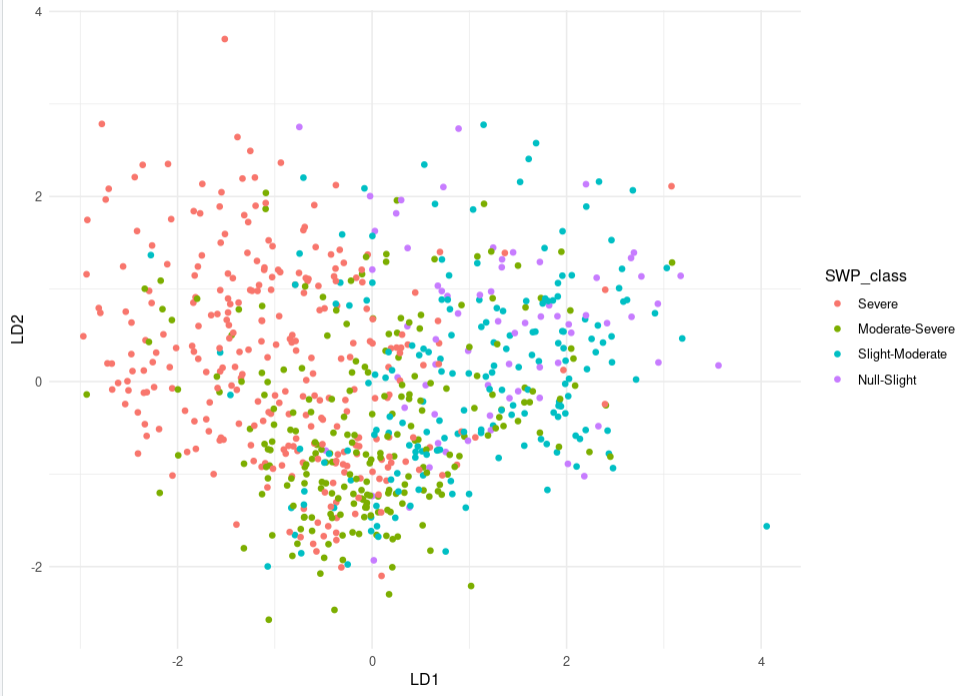 4
2
0
-2
LD2
-2
0
2
4
LD1
SWP_class
Severe
Moderate-Severe
Slight-Moderate
Null-Slight